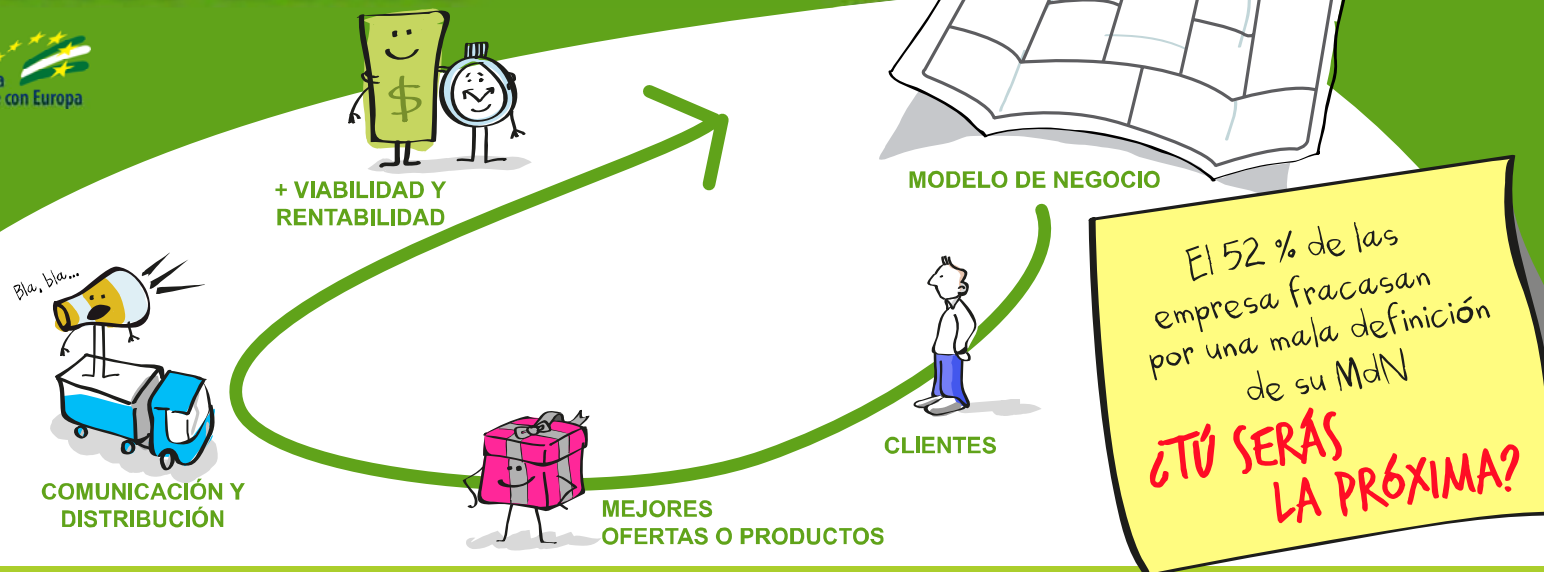 con Europa
+ VIABILIDAD Y
RENTABILIDAD
$
MODELO DE NEGOCIO
Bla, bla...
COMUNICACIÓN Y
DISTRIBUCIÓN
MEJORES
OFERTAS O PRODUCTOS
CLIENTES
El 52 % de las
empresa fracasan
por una mala definición
de su MdN
¿TÚ SERÁS
LA PRÓXIMA?